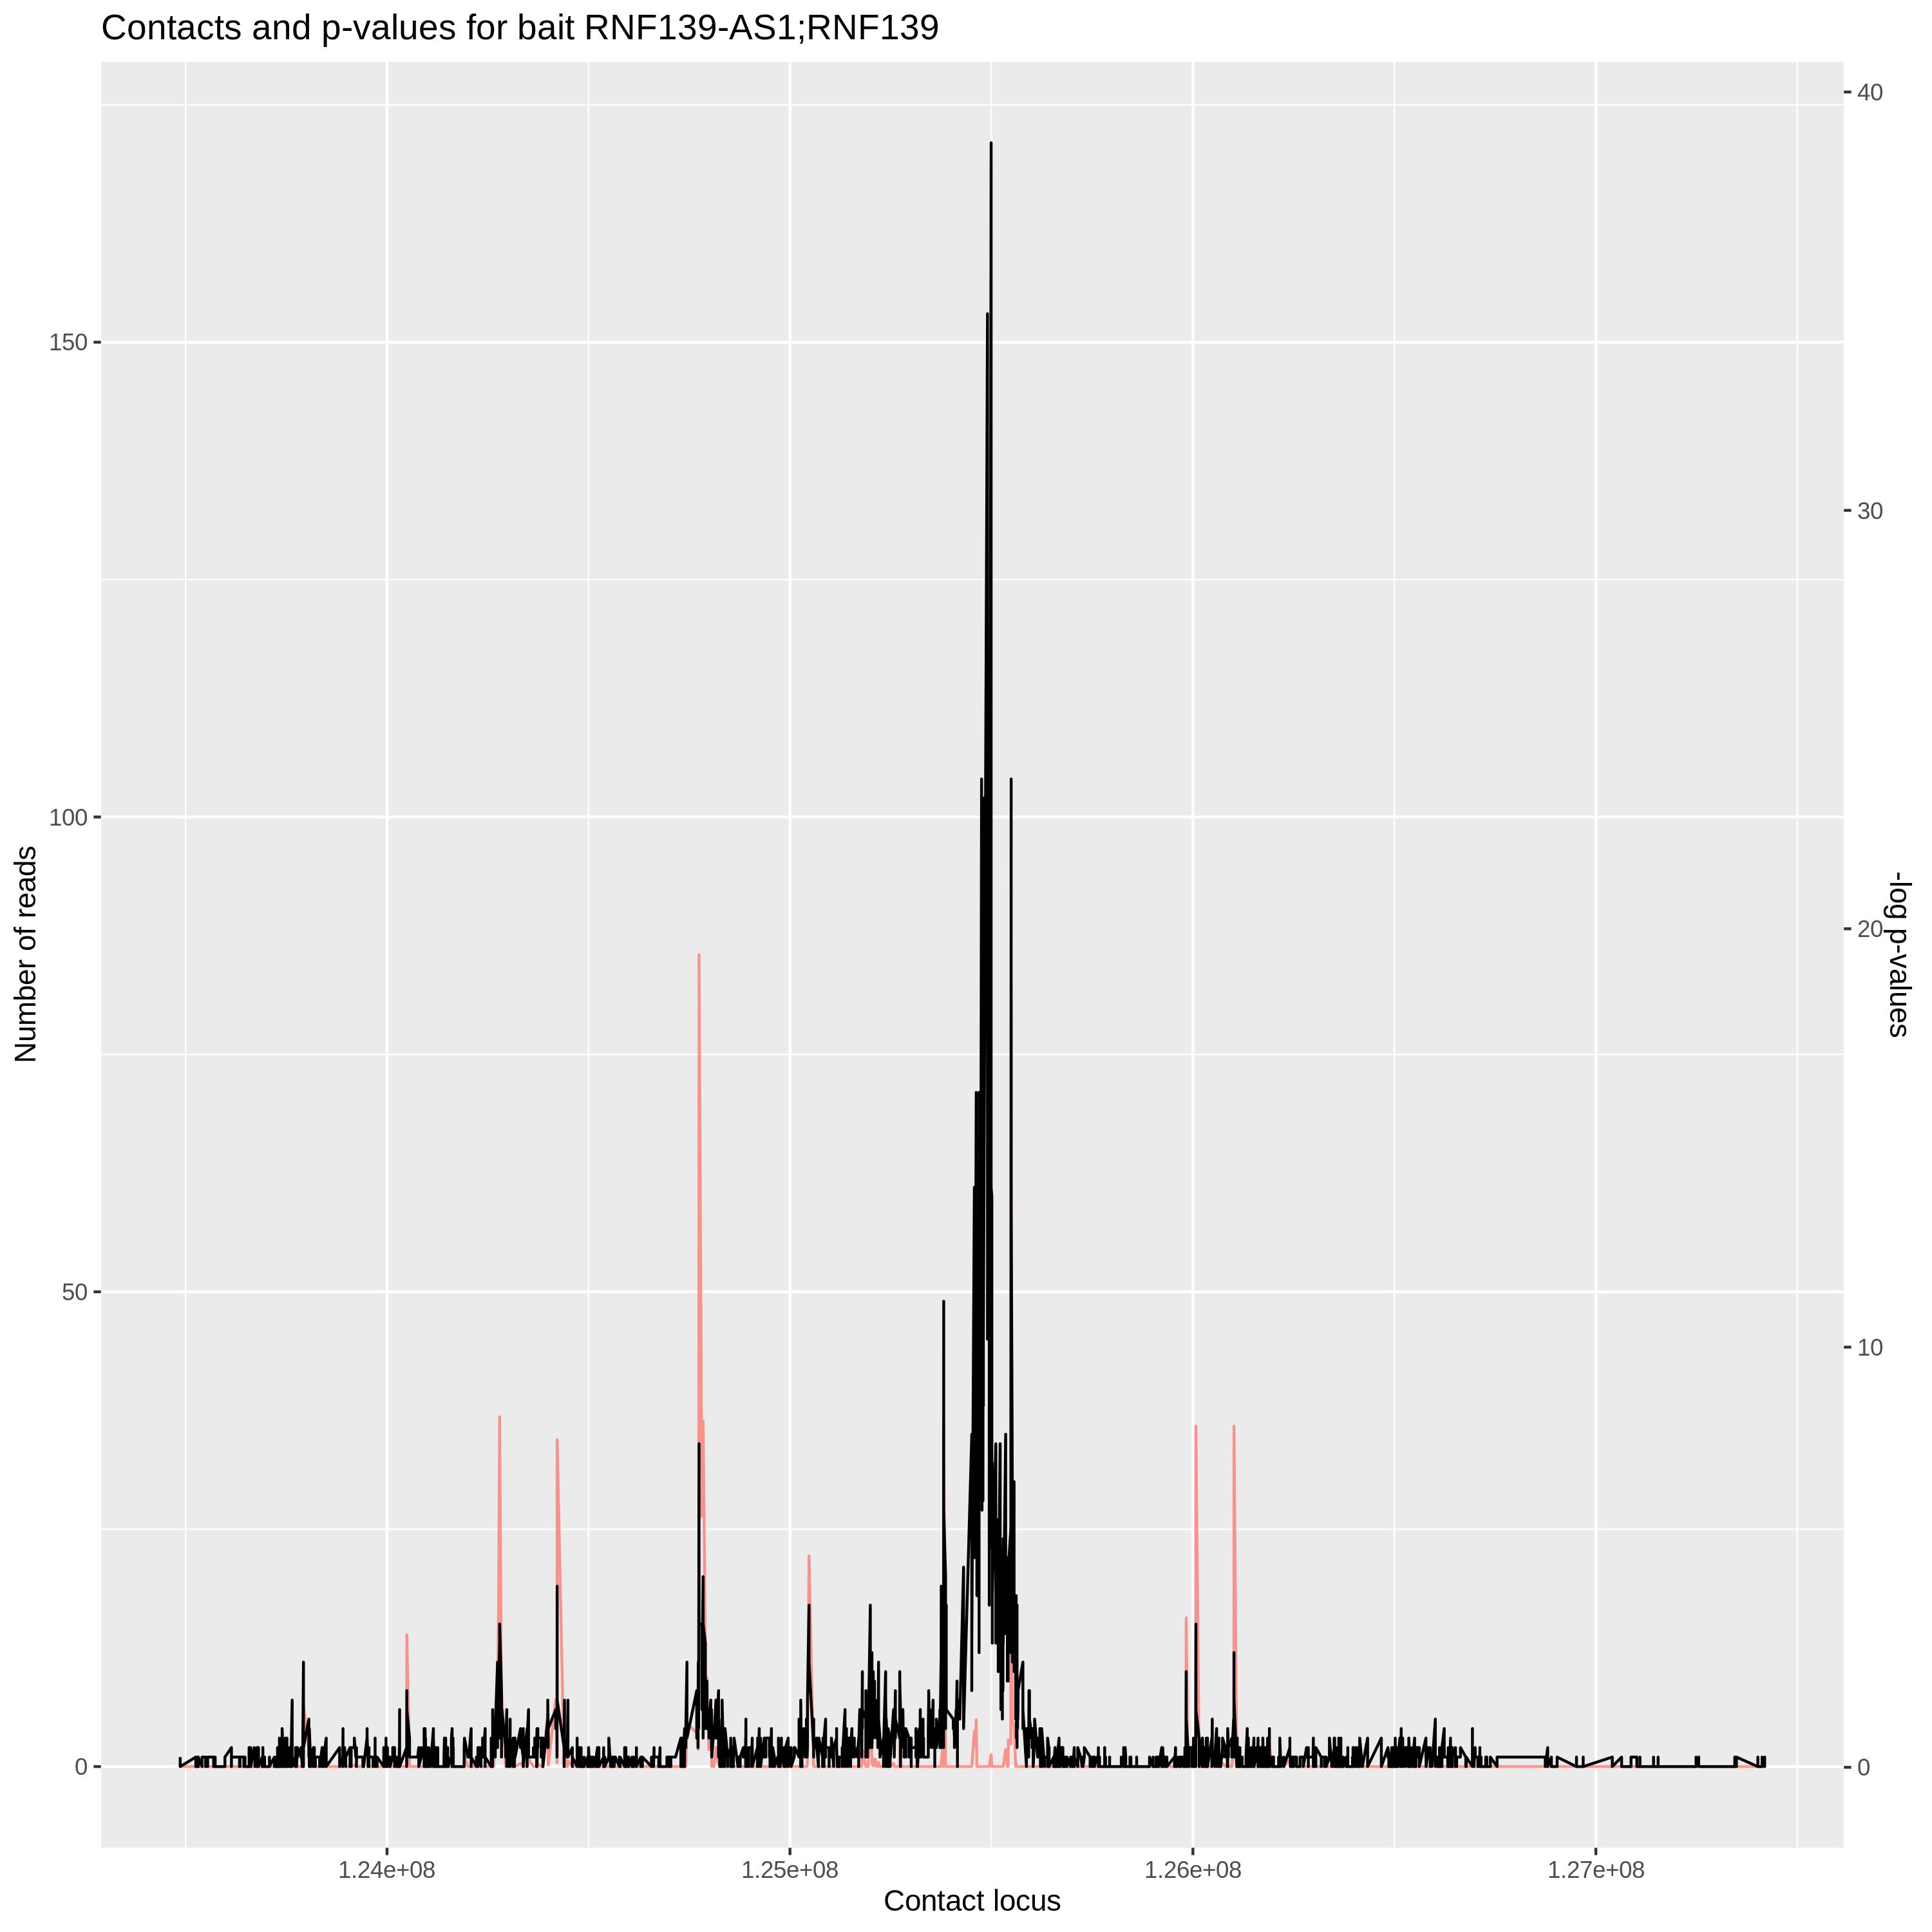 Contacts and p-values for bait RNF139-AS1;RNF139
40
150
30
100
20
Number of reads
-log p-values
50
10
0
0
1.24e+08
1.25e+08
1.26e+08
1.27e+08
Contact locus